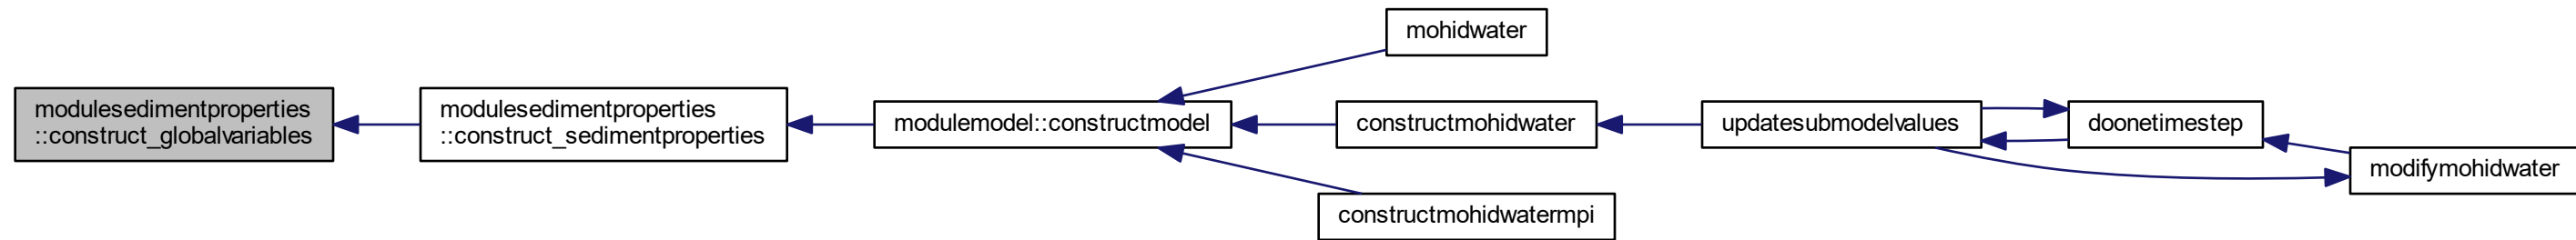 modulesedimentproperties
::construct_globalvariables
modulesedimentproperties
::construct_sedimentproperties
modulemodel::constructmodel
mohidwater
constructmohidwater
constructmohidwatermpi
updatesubmodelvalues
doonetimestep
modifymohidwater